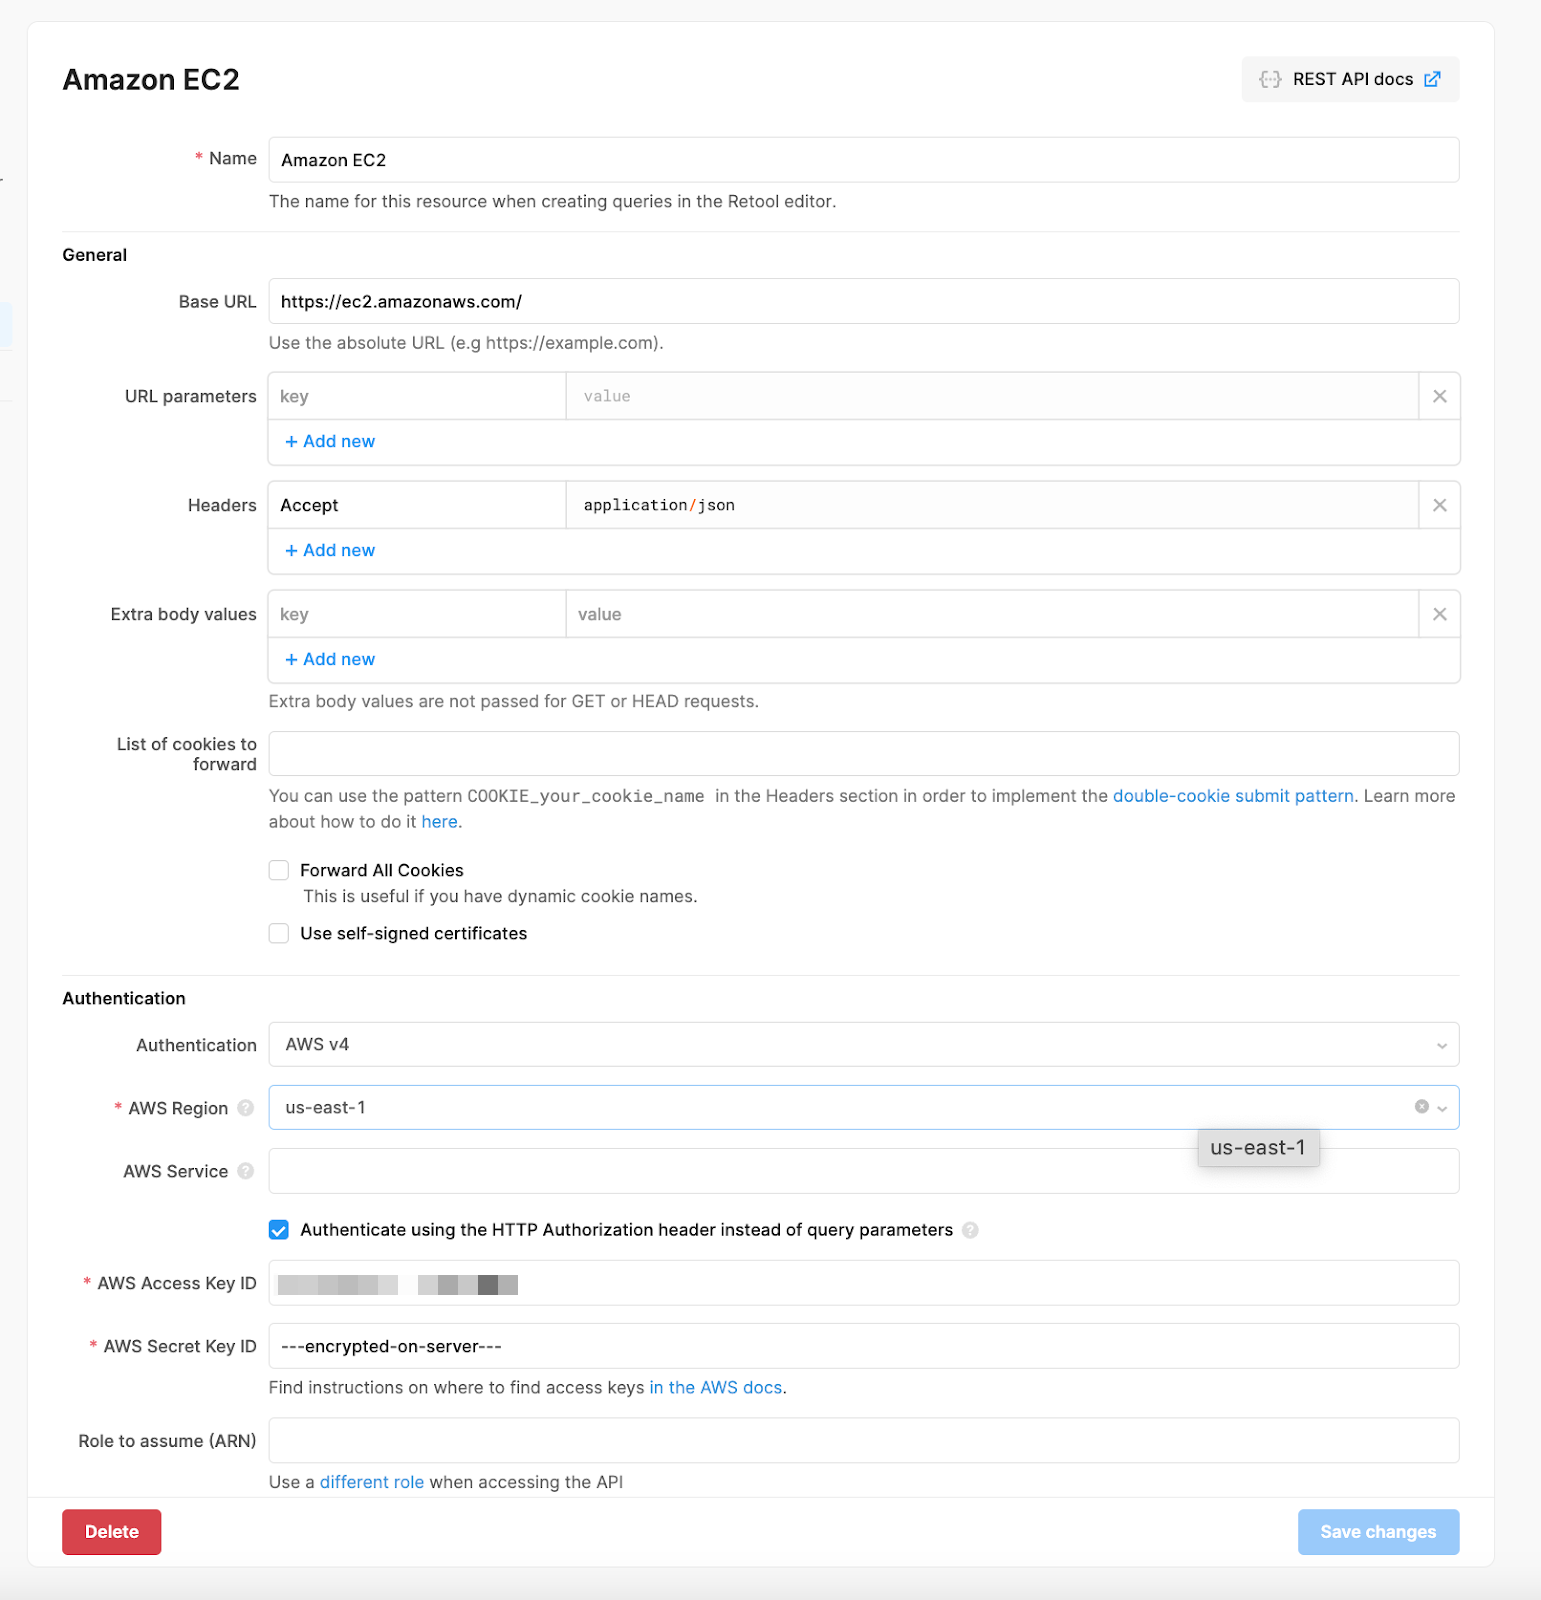 Amazon EC2
REST API docs
* Name
Amazon EC2
The name for this resource when creating queries in the Retool editor.
General
Base URL
https://ec2.amazonaws.com/
Use the absolute URL (e.g https://example.com).
URL parameters
key
value
+ Add new
Headers
Accept
application/json
+ Add new
Extra body values
key
value
+ Add new
Extra body values are not passed for GET or HEAD requests.
List of cookies to
forward
You can use the pattern COOKIE_your_cookie_name in the Headers section in order to implement the double-cookie submit pattern. Learn more
about how to do it here.
Forward All Cookies
This is useful if you have dynamic cookie names.
Use self-signed certificates
Authentication
Authentication
AWS v4
* AWS Region ?
us-east-1
us-east-1
AWS Service ?
Authenticate using the HTTP Authorization header instead of query parameters ?
* AWS Access Key ID
* AWS Secret Key ID
---encrypted-on-server---
Find instructions on where to find access keys in the AWS docs.
Role to assume (ARN)
Use a different role when accessing the API
Delete
Save changes